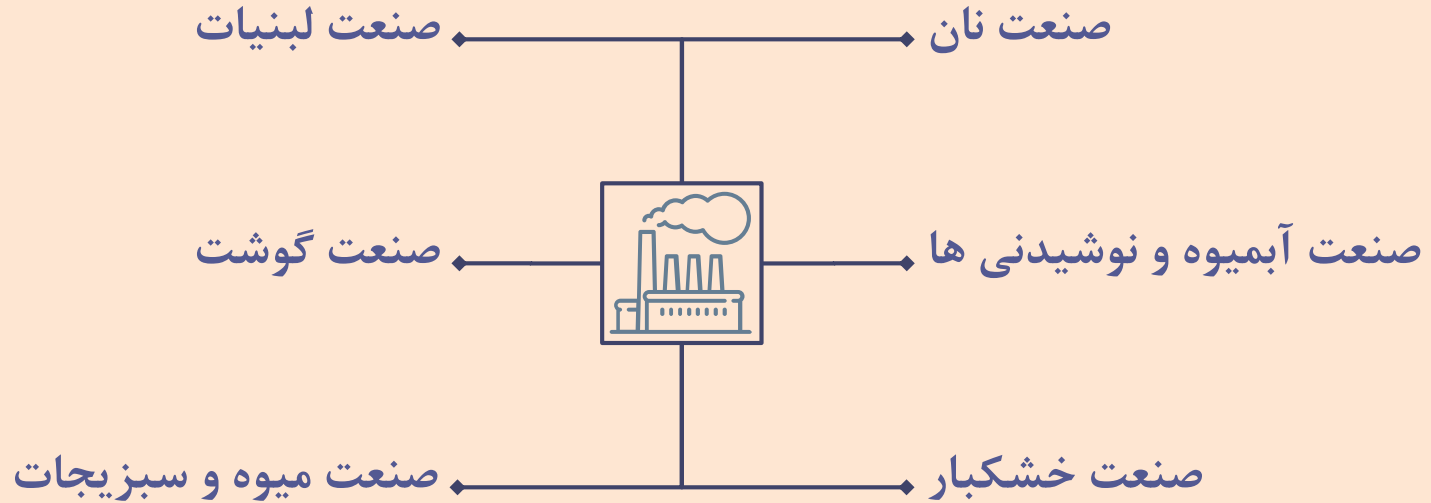 صنعت نان
صنعت لبنیات
صنعت آبمیوه و نوشیدنی ها
صنعت گوشت
صنعت خشکبار
صنعت میوه و سبزیجات